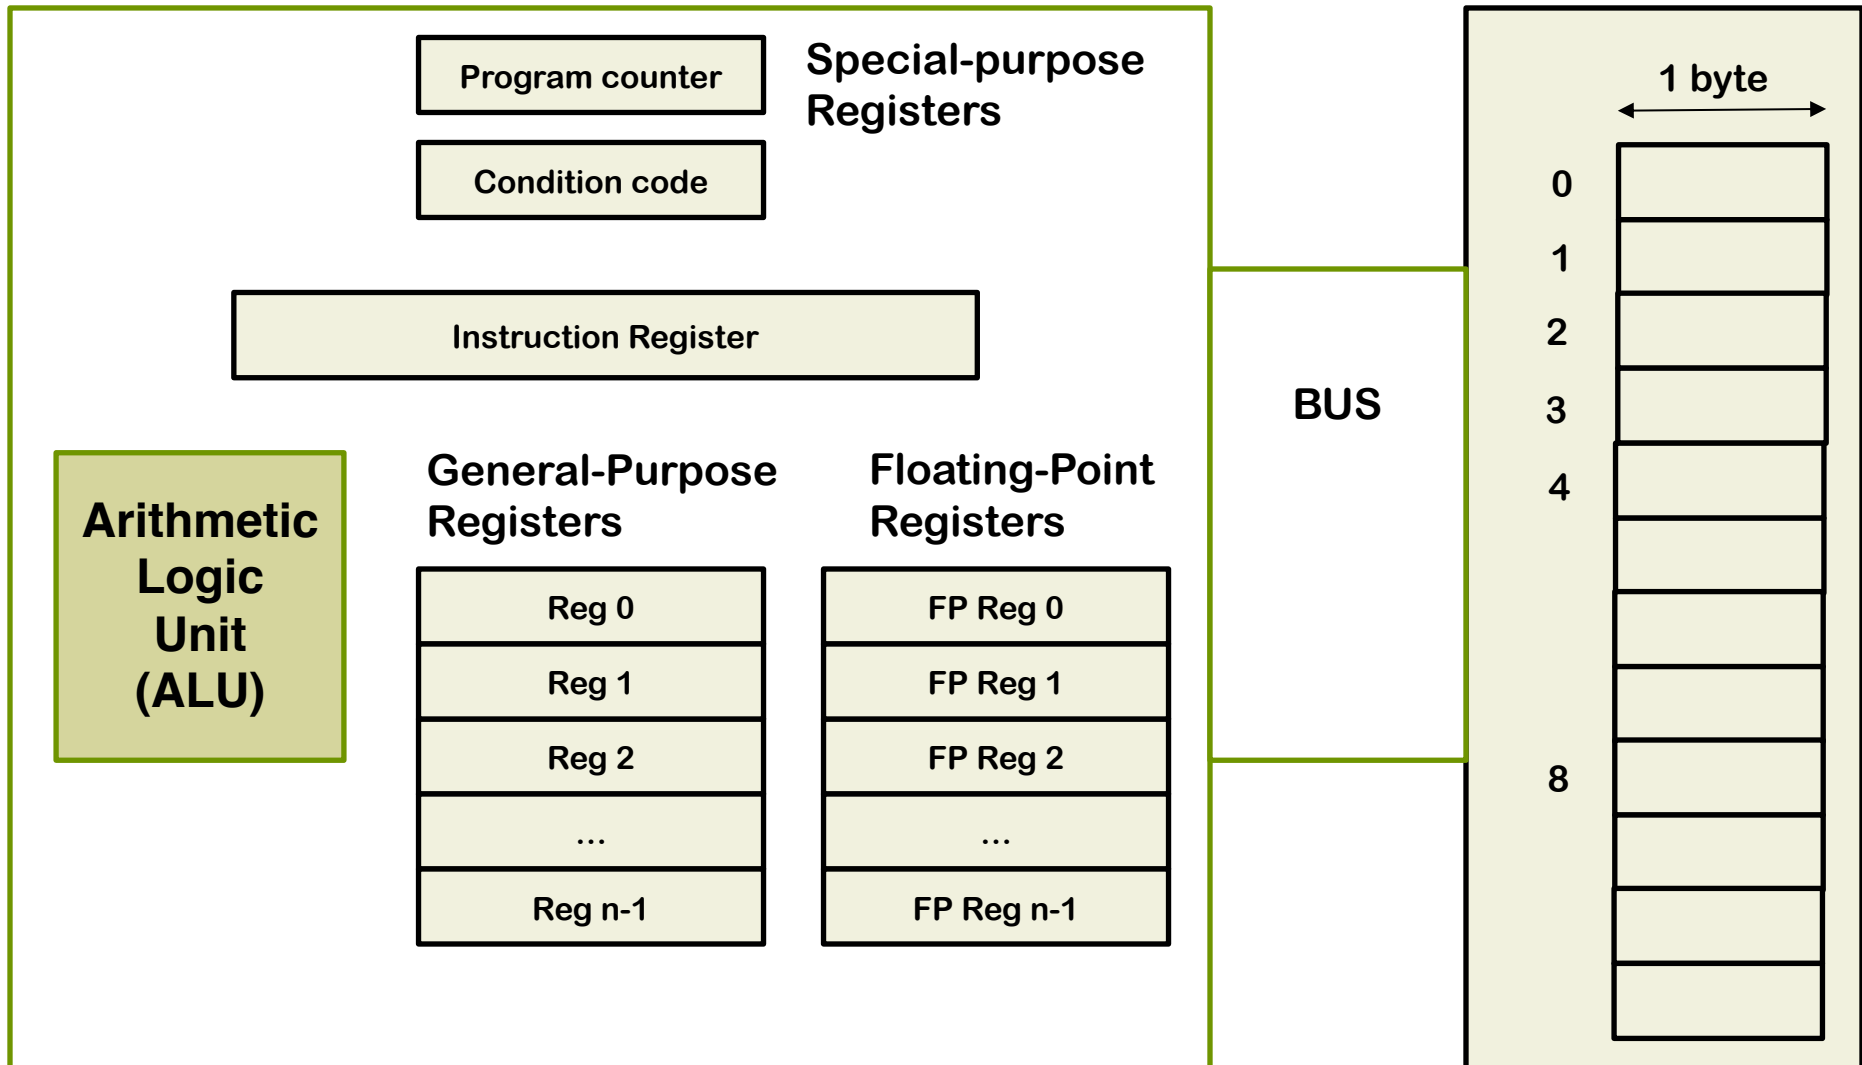 Program counter
Special-purpose
Registers
Condition code
Instruction Register
Arithmetic
Logic
Unit
(ALU)
General-Purpose
Registers
Reg 0
Reg 1
Reg 2
...
Reg n-1
Floating-Point
Registers
FP Reg 0
FP Reg 1
FP Reg 2
...
FP Reg n-1
BUS
1 byte
0
1
2
3
4
8